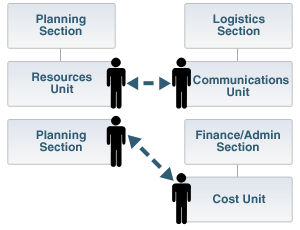 Planning
Section
Logistics
Section
Resources
Unit
Communications
Unit
Planning
Section
Finance/Admin
Section
Cost Unit